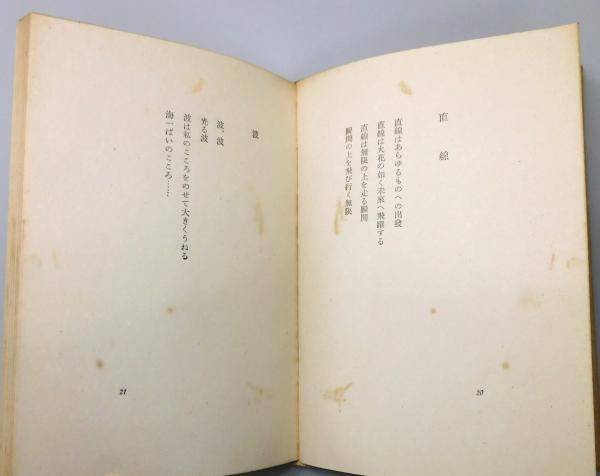 直線
直線はあらゆるものへの出發
直線は火花の如く未來へ飛躍する
直線は無限の上を走る瞬間
瞬間の上を飛び行く無限
20
波
波、波
光る波
波は私のこころをのせて大きくうねる
海一ぱいのこころ……
21